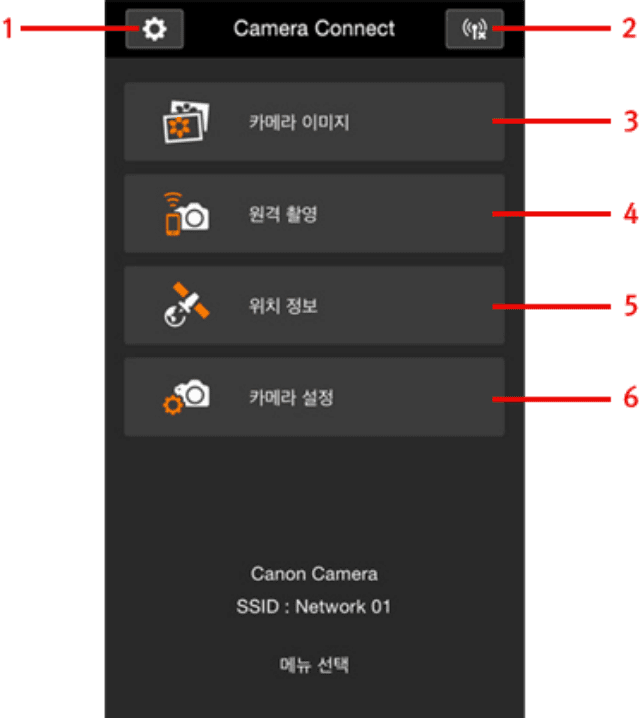 1
Camera Connect
2
카메라 이미지
3
원격 촬영
4
위치 정보
5
카메라 설정
6
Canon Camera
SSID : Network 01
메뉴 선택